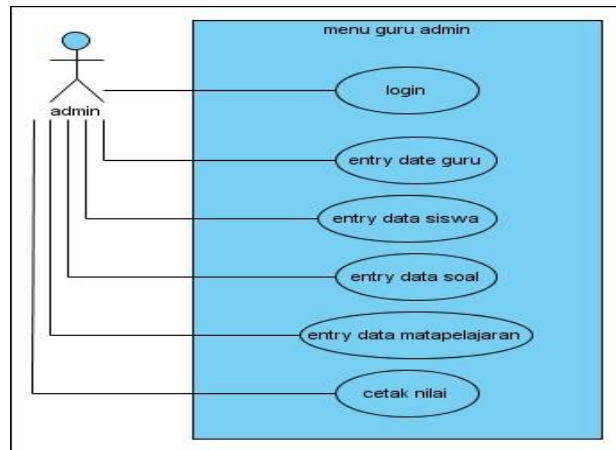 menu guru admin
login
admin
entry date guru
entry data siswa
entry data soal
entry data matapelajaran
cetak nilai